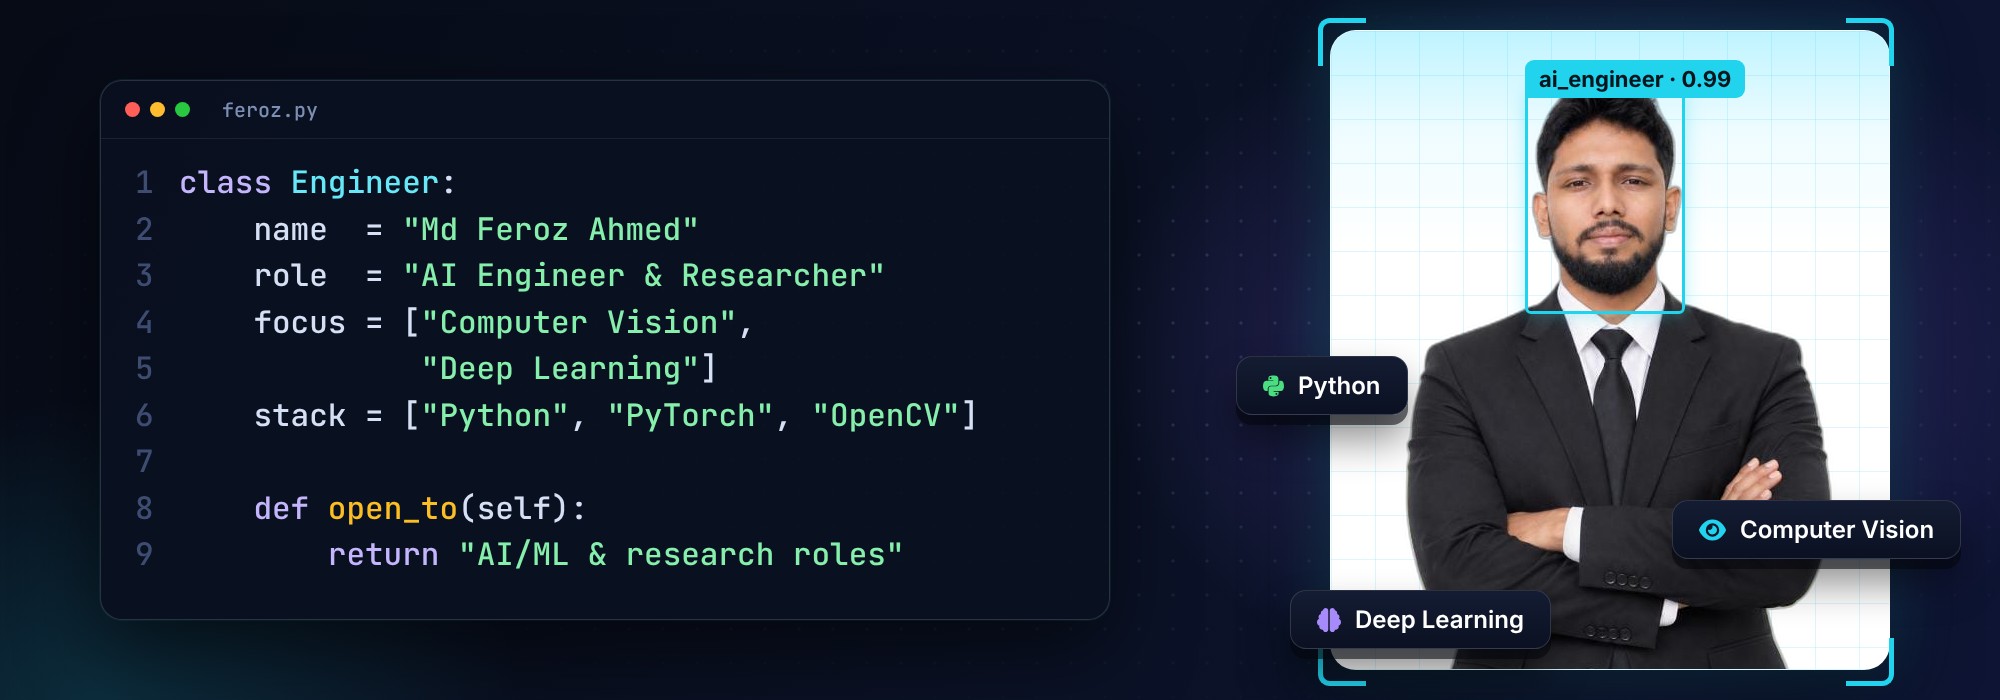 feroz.py
1 class Engineer:
2     name  = "Md Feroz Ahmed"
3     role  = "AI Engineer & Researcher"
4     focus = ["Computer Vision",
5              "Deep Learning"]
6     stack = ["Python", "PyTorch", "OpenCV"]
7
8     def open_to(self):
9         return "AI/ML & research roles"
ai_engineer · 0.99
Python
Computer Vision
Deep Learning